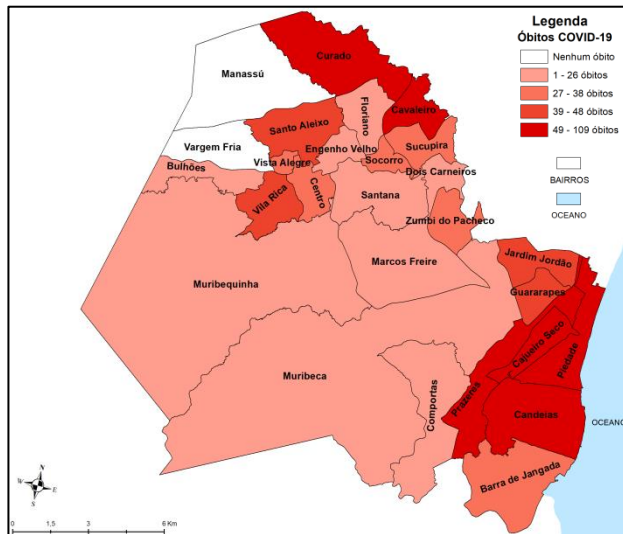 Legenda
Óbitos COVID-19
Nenhum óbito
1 - 26 óbitos
27 - 38 óbitos
39 - 48 óbitos
49 - 109 óbitos
BAIRROS
OCEANO
Curado
Manassú
Floriano
Cavaleiro
Santo Aleixo
Vargem Fria
Engenho Velho
Sucupira
Vista Alegre
Socorro
Bulhões
Dois Carneiros
Vila Rica
Centro
Santana
Zumbi do Pacheco
Jardim Jordão
Marcos Freire
Muribequinha
Guararapes
Cajueiro Seco
Piedade
Muribeca
Comportas
Prazeres
Candeias
OCEANO
Barra de Jangada
N
W
E
S
0 1,5 3 6 Km